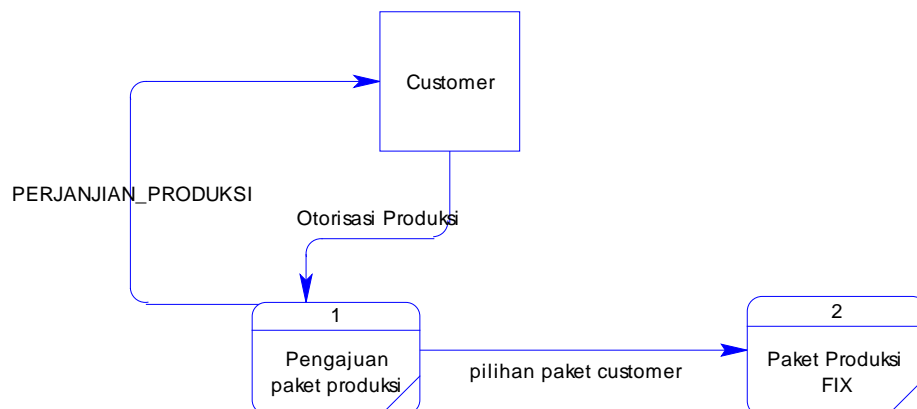 Customer
PERJANJIAN_PRODUKSI
Otorisasi Produksi
1
Pengajuan
paket produksi
pilihan paket customer
2
Paket Produksi
FIX